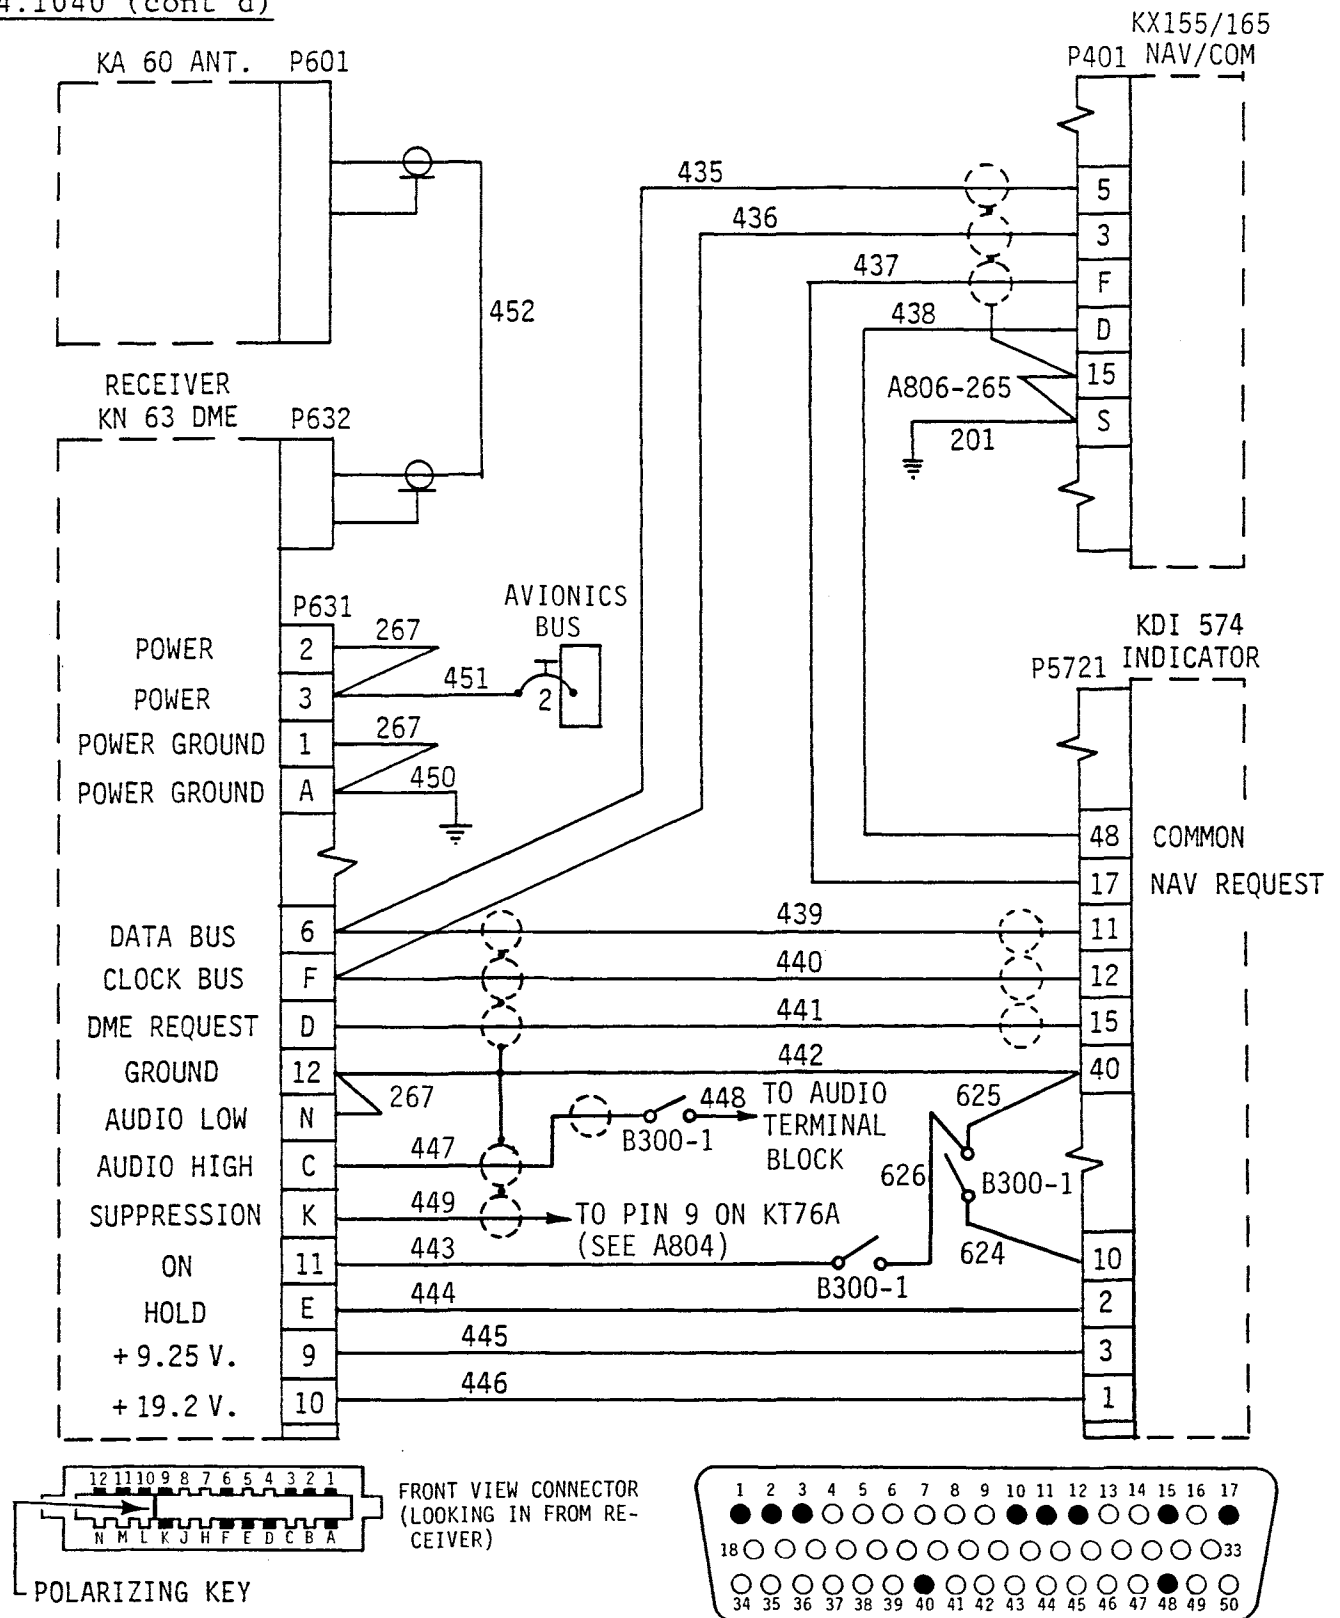 4.1040 (cont'd)
KX155/165
NAV/COM
P401
KA 60 ANT.
P601
435
5
436
3
437
F
452
438
D
RECEIVER
KN 63 DME
P632
A806-265
15
S
201
P631
AVIONICS
BUS
KDI 574
INDICATOR
P5721
POWER
2
267
POWER
3
451
2
POWER GROUND
1
267
POWER GROUND
A
450
48
COMMON
17
NAV REQUEST
DATA BUS
6
439
11
CLOCK BUS
F
440
12
DME REQUEST
D
441
15
GROUND
12
442
40
AUDIO LOW
N
267
448
TO AUDIO
TERMINAL
BLOCK
B300-1
625
AUDIO HIGH
C
447
626
B300-1
SUPPRESSION
K
449
TO PIN 9 ON KT76A
(SEE A804)
624
ON
11
443
B300-1
10
HOLD
E
444
2
+9.25 V.
9
445
3
+19.2 V.
10
446
1
12 11 10 9 8 7 6 5 4 3 2 1
N M L K J H F E D C B A
FRONT VIEW CONNECTOR
(LOOKING IN FROM RE-
CEIVER)
POLARIZING KEY
1 2 3 4 5 6 7 8 9 10 11 12 13 14 15 16 17
18 33
34 35 36 37 38 39 40 41 42 43 44 45 46 47 48 49 50